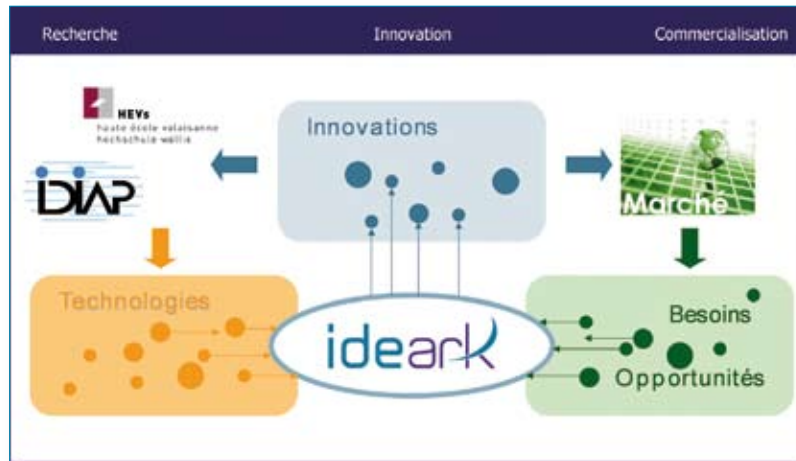 Recherche
Innovation
Commercialisation
HEVs
haute école valaisanne
hochschule wallis
IDIAP
Innovations
Marché
Technologies
ideark
Besoins
Opportunités